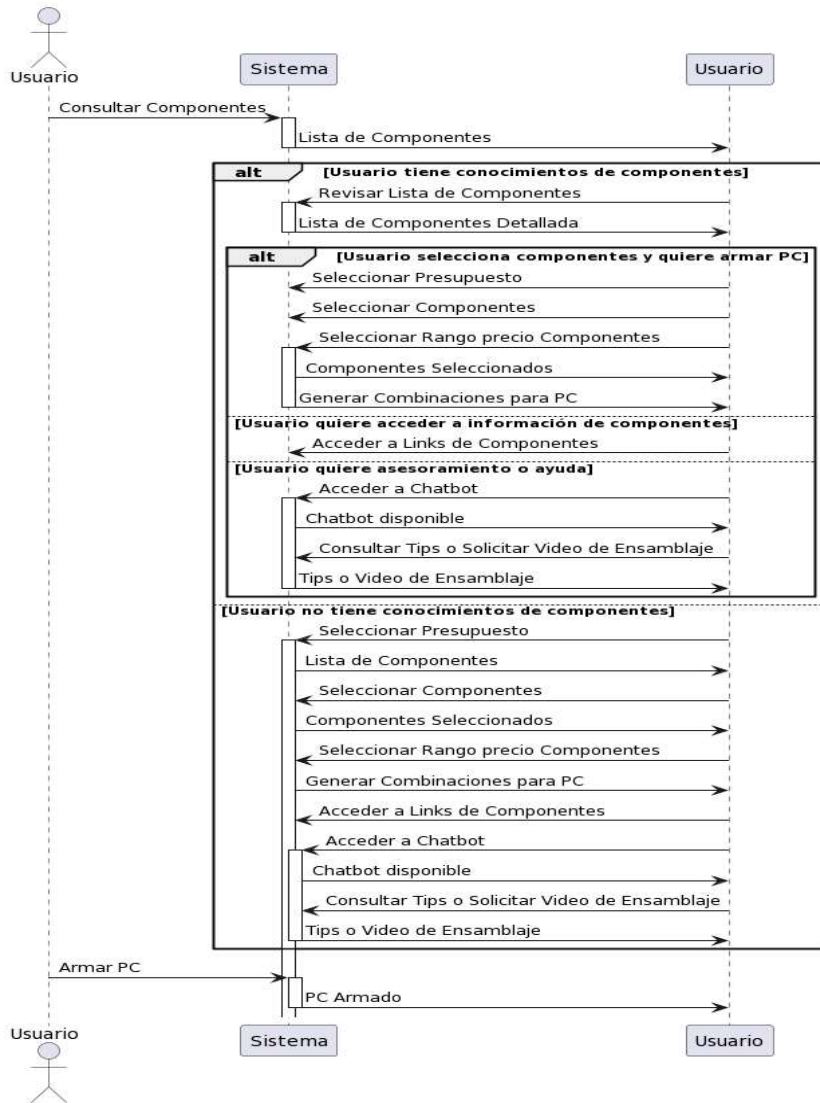 Usuario
Sistema
Usuario
Consultar Componentes
Lista de Componentes
alt [Usuario tiene conocimientos de componentes]
Revisar Lista de Componentes
Lista de Componentes Detallada
alt [Usuario selecciona componentes y quiere armar PC]
Seleccionar Presupuesto
Seleccionar Componentes
Seleccionar Rango precio Componentes
Componentes Seleccionados
Generar Combinaciones para PC
[Usuario quiere acceder a información de componentes]
Acceder a Links de Componentes
[Usuario quiere asesoramiento o ayuda]
Acceder a Chatbot
Chatbot disponible
Consultar Tips o Solicitar Video de Ensamblaje
Tips o Video de Ensamblaje
[Usuario no tiene conocimientos de componentes]
Seleccionar Presupuesto
Lista de Componentes
Seleccionar Componentes
Componentes Seleccionados
Seleccionar Rango precio Componentes
Generar Combinaciones para PC
Acceder a Links de Componentes
Acceder a Chatbot
Chatbot disponible
Consultar Tips o Solicitar Video de Ensamblaje
Tips o Video de Ensamblaje
Armar PC
PC Armado
Usuario
Sistema
Usuario